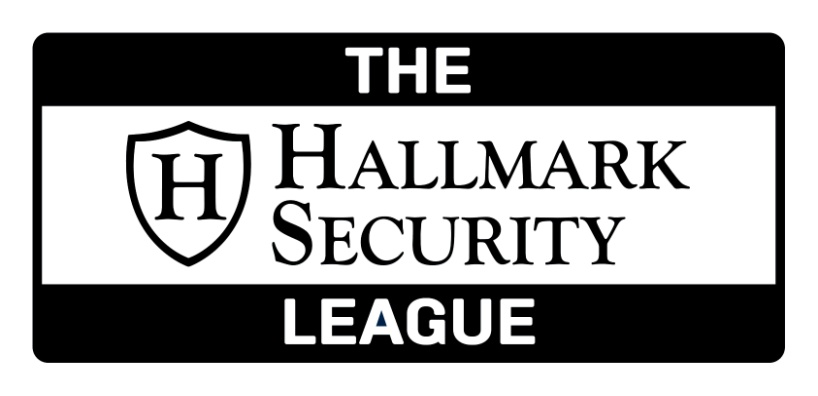 THE
H
HALLMARK
SECURITY
LEAGUE